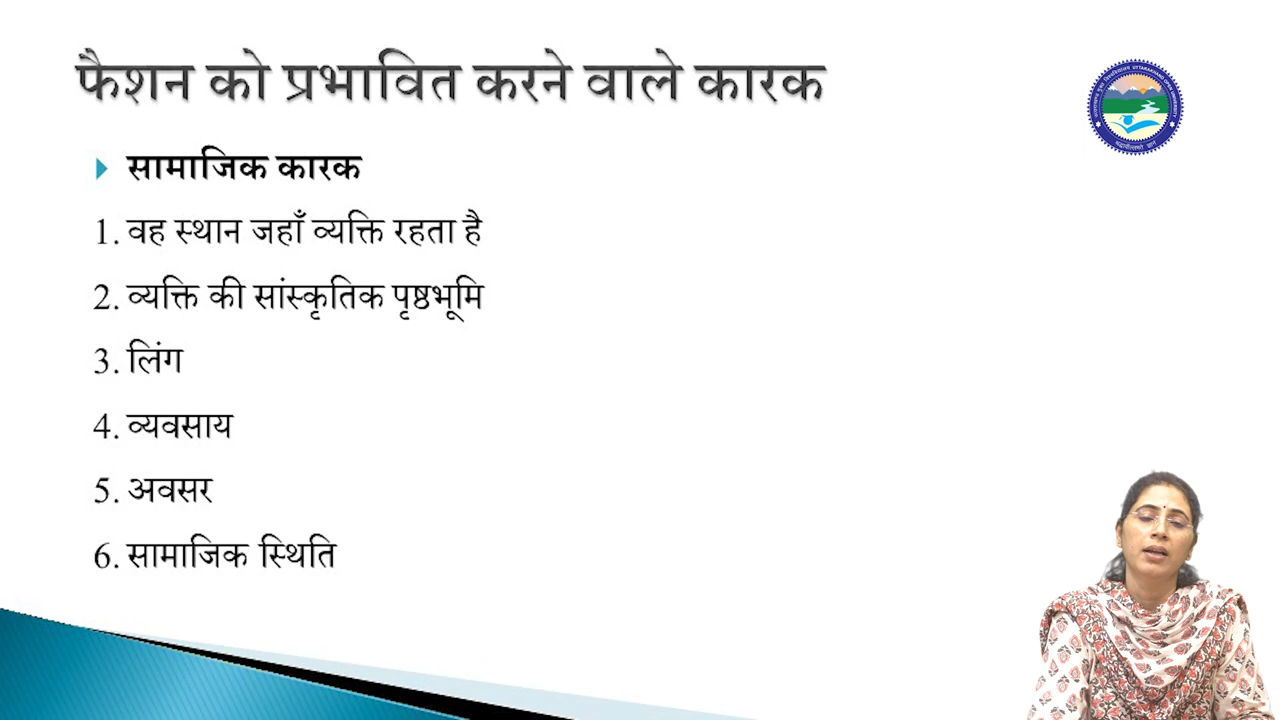 फैशन को प्रभावित करने वाले कारक
सामाजिक कारक
1. वह स्थान जहाँ व्यक्ति रहता है
2. व्यक्ति की सांस्कृतिक पृष्ठभूमि
3. लिंग
4. व्यवसाय
5. अवसर
6. सामाजिक स्थिति